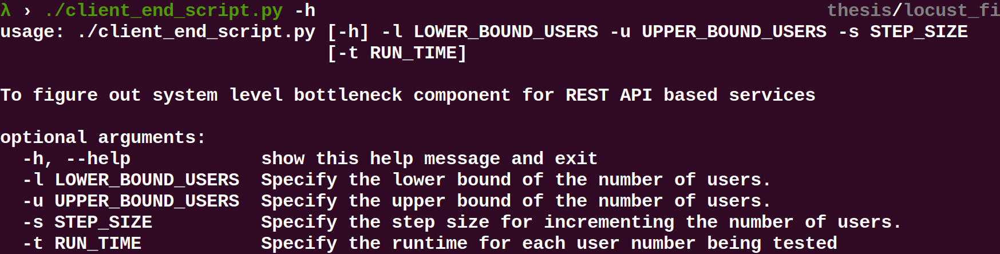 λ › ./client_end_script.py -h thesis/locust_fi
usage: ./client_end_script.py [-h] -l LOWER_BOUND_USERS -u UPPER_BOUND_USERS -s STEP_SIZE
[-t RUN_TIME]
To figure out system level bottleneck component for REST API based services
optional arguments:
-h, --help show this help message and exit
-l LOWER_BOUND_USERS Specify the lower bound of the number of users.
-u UPPER_BOUND_USERS Specify the upper bound of the number of users.
-s STEP_SIZE Specify the step size for incrementing the number of users.
-t RUN_TIME Specify the runtime for each user number being tested